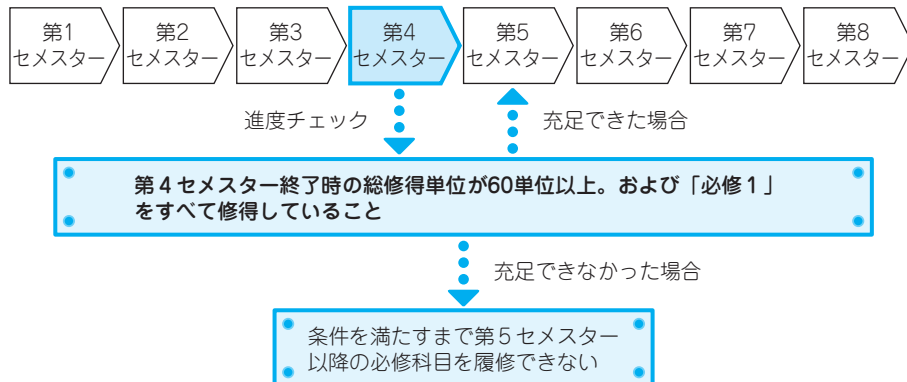 第1
セメスター
第2
セメスター
第3
セメスター
第4
セメスター
第5
セメスター
第6
セメスター
第7
セメスター
第8
セメスター
進度チェック
充足できた場合
第4セメスター終了時の総修得単位が60単位以上。および「必修1」
をすべて修得していること
充足できなかった場合
条件を満たすまで第5セメスター
以降の必修科目を履修できない